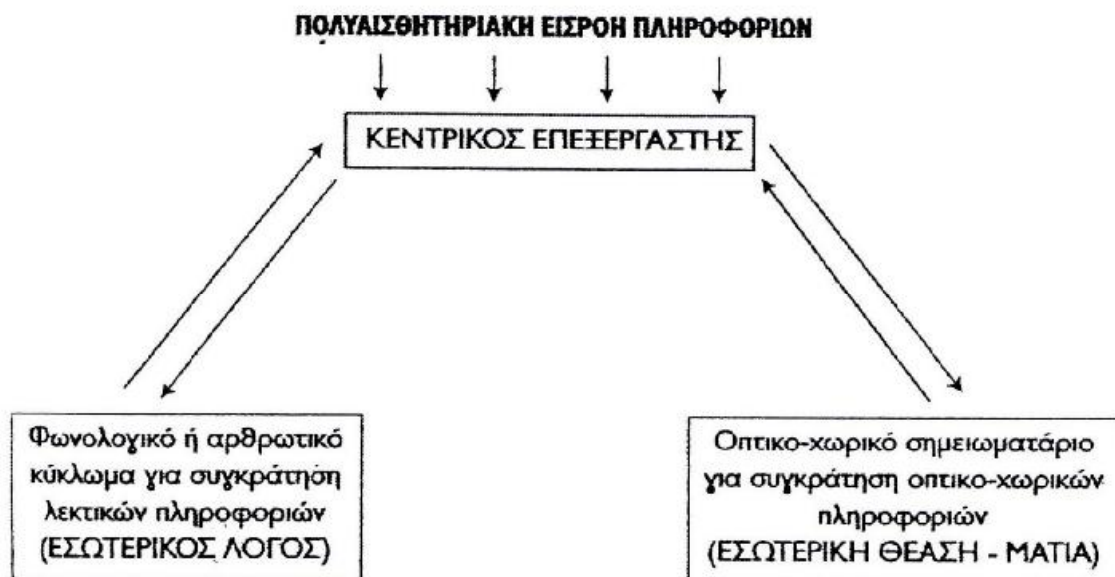 ΠΟΛΥΑΙΣΘΗΤΗΡΙΑΚΗ ΕΙΣΡΟΗ ΠΛΗΡΟΦΟΡΙΩΝ
ΚΕΝΤΡΙΚΟΣ ΕΠΕΞΕΡΓΑΣΤΗΣ
Φωνολογικό ή αρθρωτικό
κύκλωμα για συγκράτηση
λεκτικών πληροφοριών
(ΕΣΩΤΕΡΙΚΟΣ ΛΟΓΟΣ)
Οπτικο-χωρικό σημειωματάριο
για συγκράτηση οπτικο-χωρικών
πληροφοριών
(ΕΣΩΤΕΡΙΚΗ ΘΕΑΣΗ - ΜΑΤΙΑ)